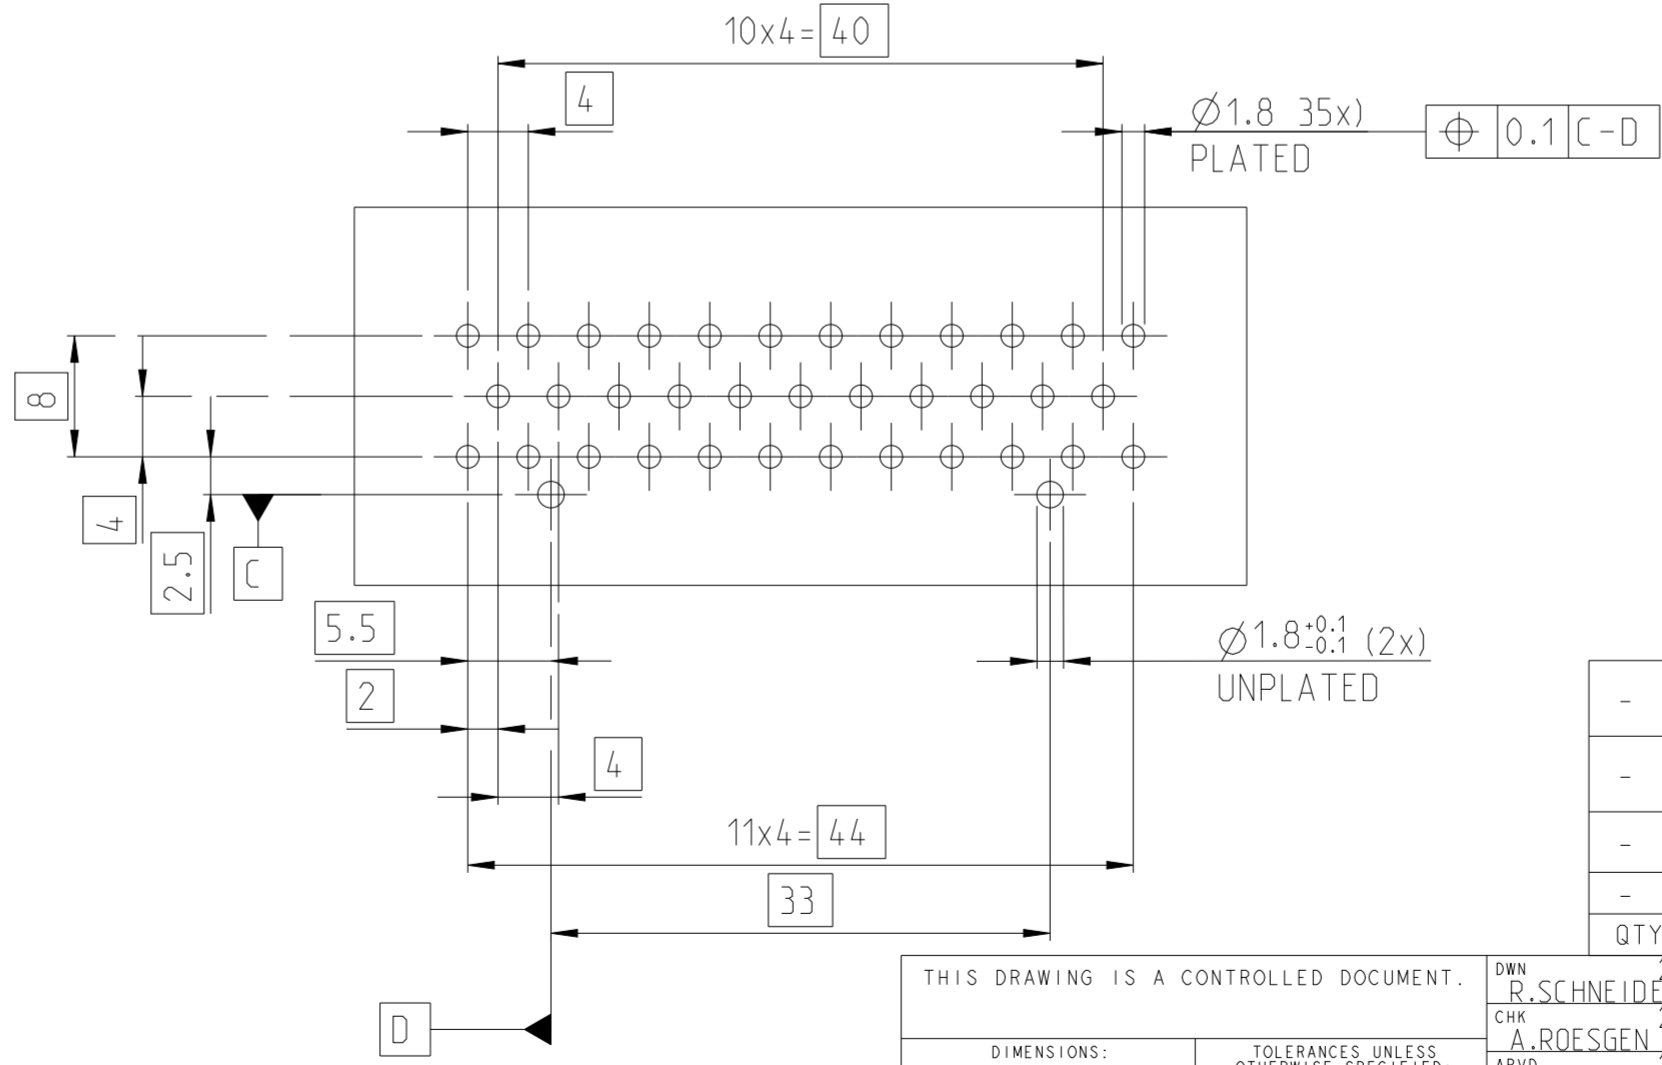 10x4= 40
4
Ø1.8 35x)
PLATED
⌖ 0.1 C-D
8
4
2.5
C
5.5
2
4
Ø1.8 +0.1 -0.1 (2x)
UNPLATED
11x4= 44
33
D
-
-
-
-
QTY
THIS DRAWING IS A CONTROLLED DOCUMENT.
DWN
R.SCHNEIDE
CHK
A.ROESGEN
DIMENSIONS:
TOLERANCES UNLESS
OTHERWISE SPECIFIED: